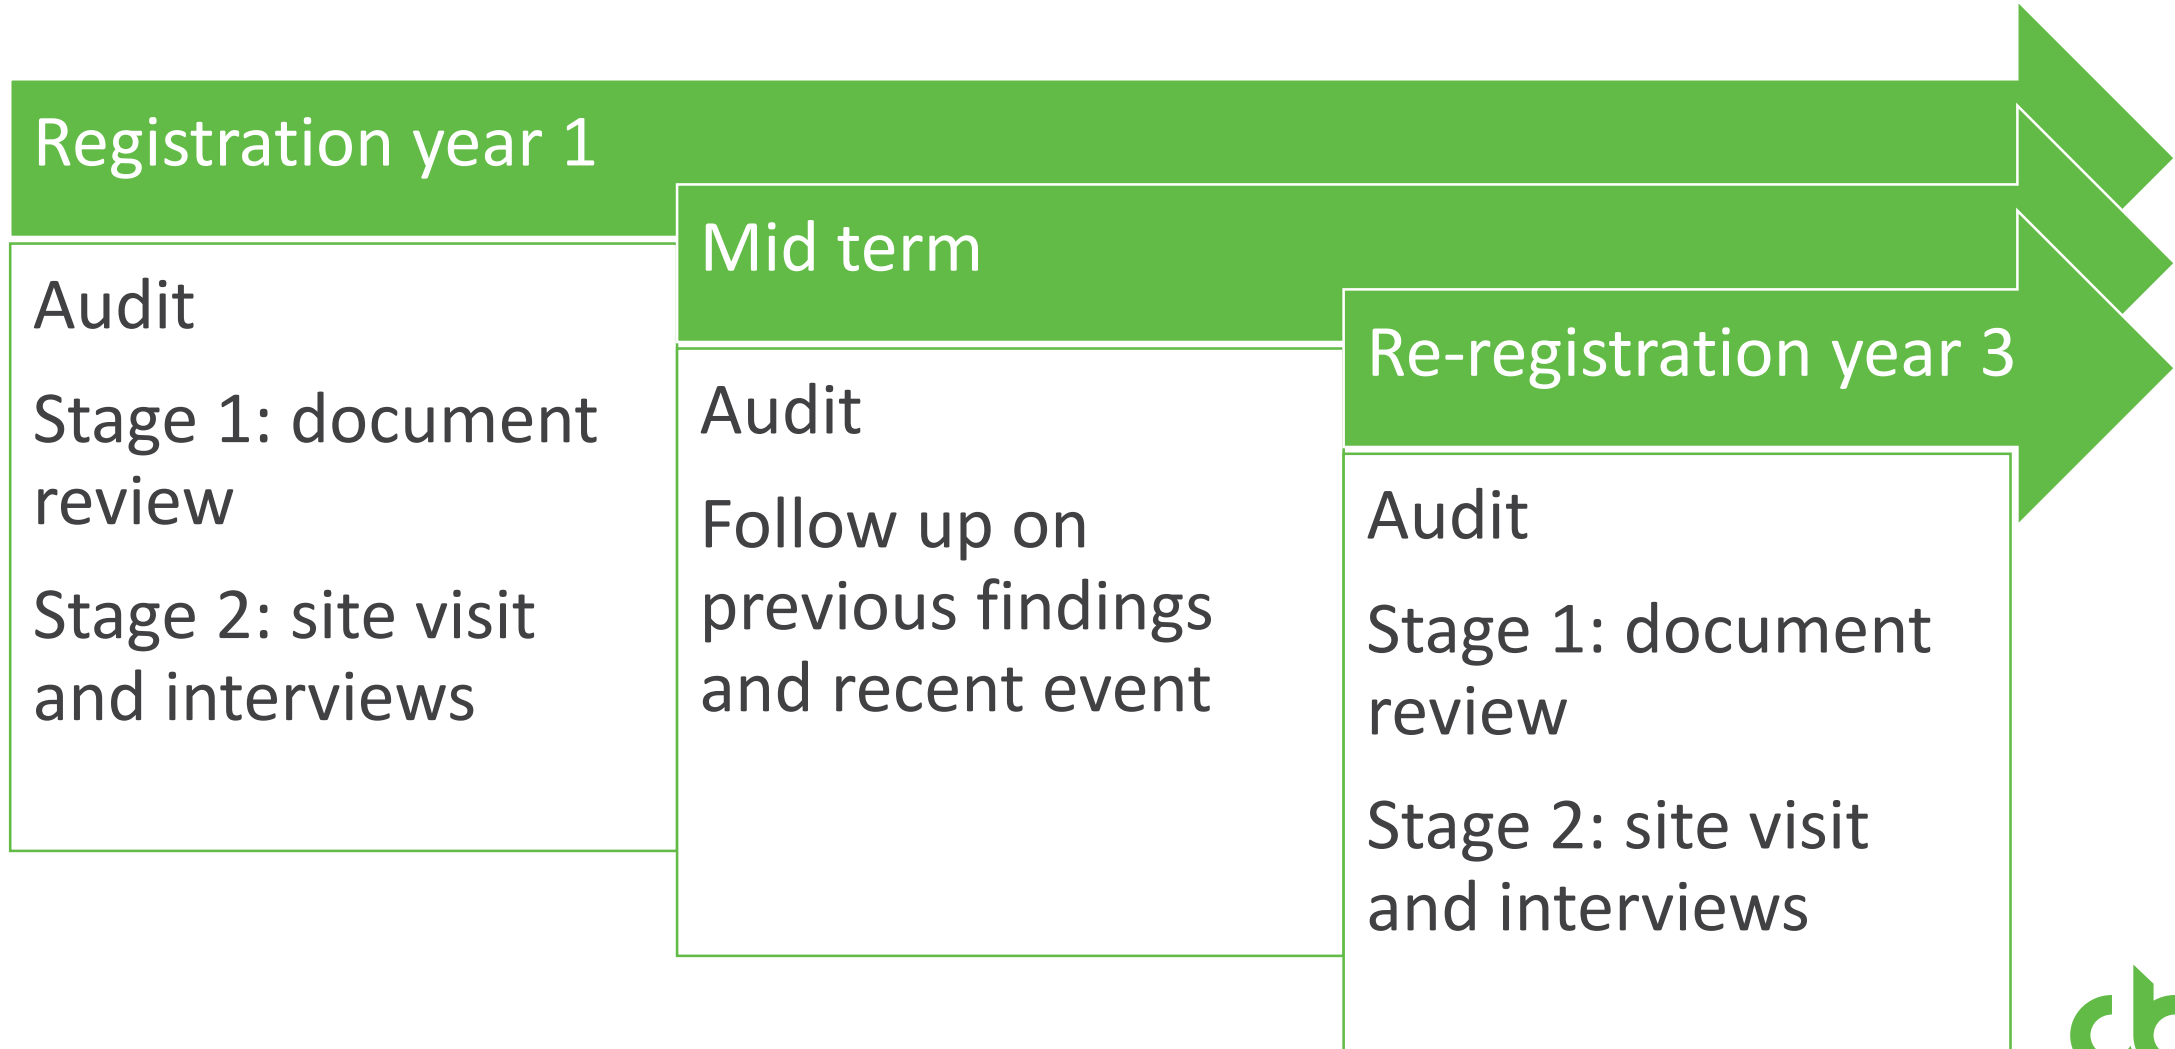 Registration year 1
Audit
Stage 1: document
review
Stage 2: site visit
and interviews
Mid term
Audit
Follow up on
previous findings
and recent event
Re-registration year 3
Audit
Stage 1: document
review
Stage 2: site visit
and interviews